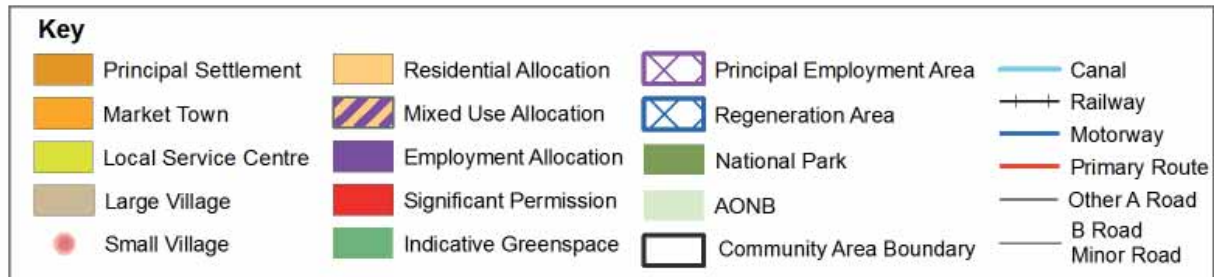 Key
Principal Settlement
Market Town
Local Service Centre
Large Village
Small Village
Residential Allocation
Mixed Use Allocation
Employment Allocation
Significant Permission
Indicative Greenspace
Principal Employment Area
Regeneration Area
National Park
AONB
Community Area Boundary
Canal
Railway
Motorway
Primary Route
Other A Road
B Road
Minor Road